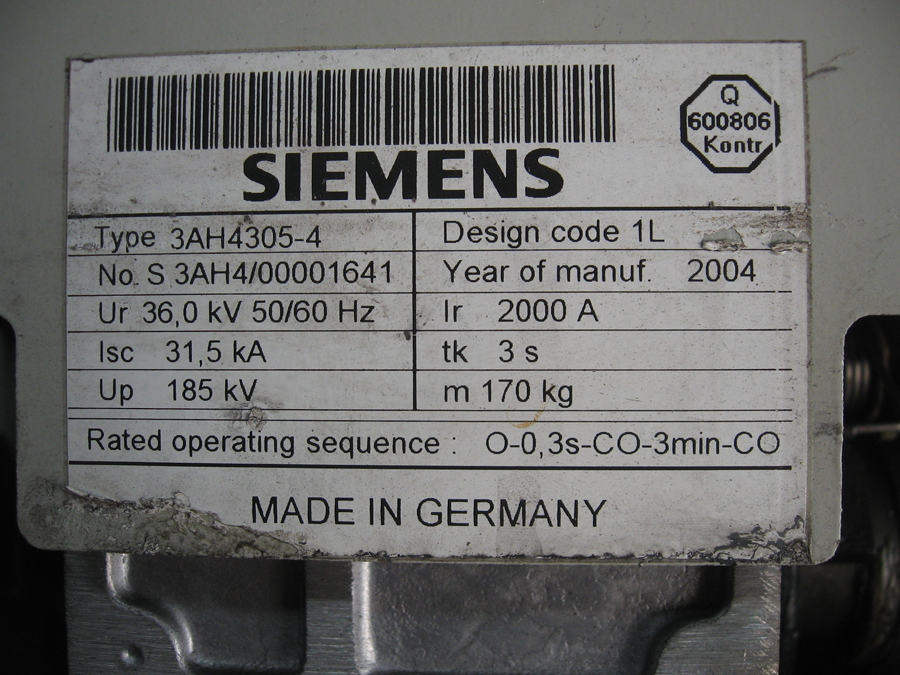 Q
600806
Kontr
SIEMENS
Type 3AH4305-4
Design code 1L
No. S 3AH4/00001641
Year of manuf. 2004
Ur 36,0 kV 50/60 Hz
Ir 2000 A
Isc 31,5 kA
tk 3 s
Up 185 kV
m 170 kg
Rated operating sequence : O-0,3s-CO-3min-CO
MADE IN GERMANY